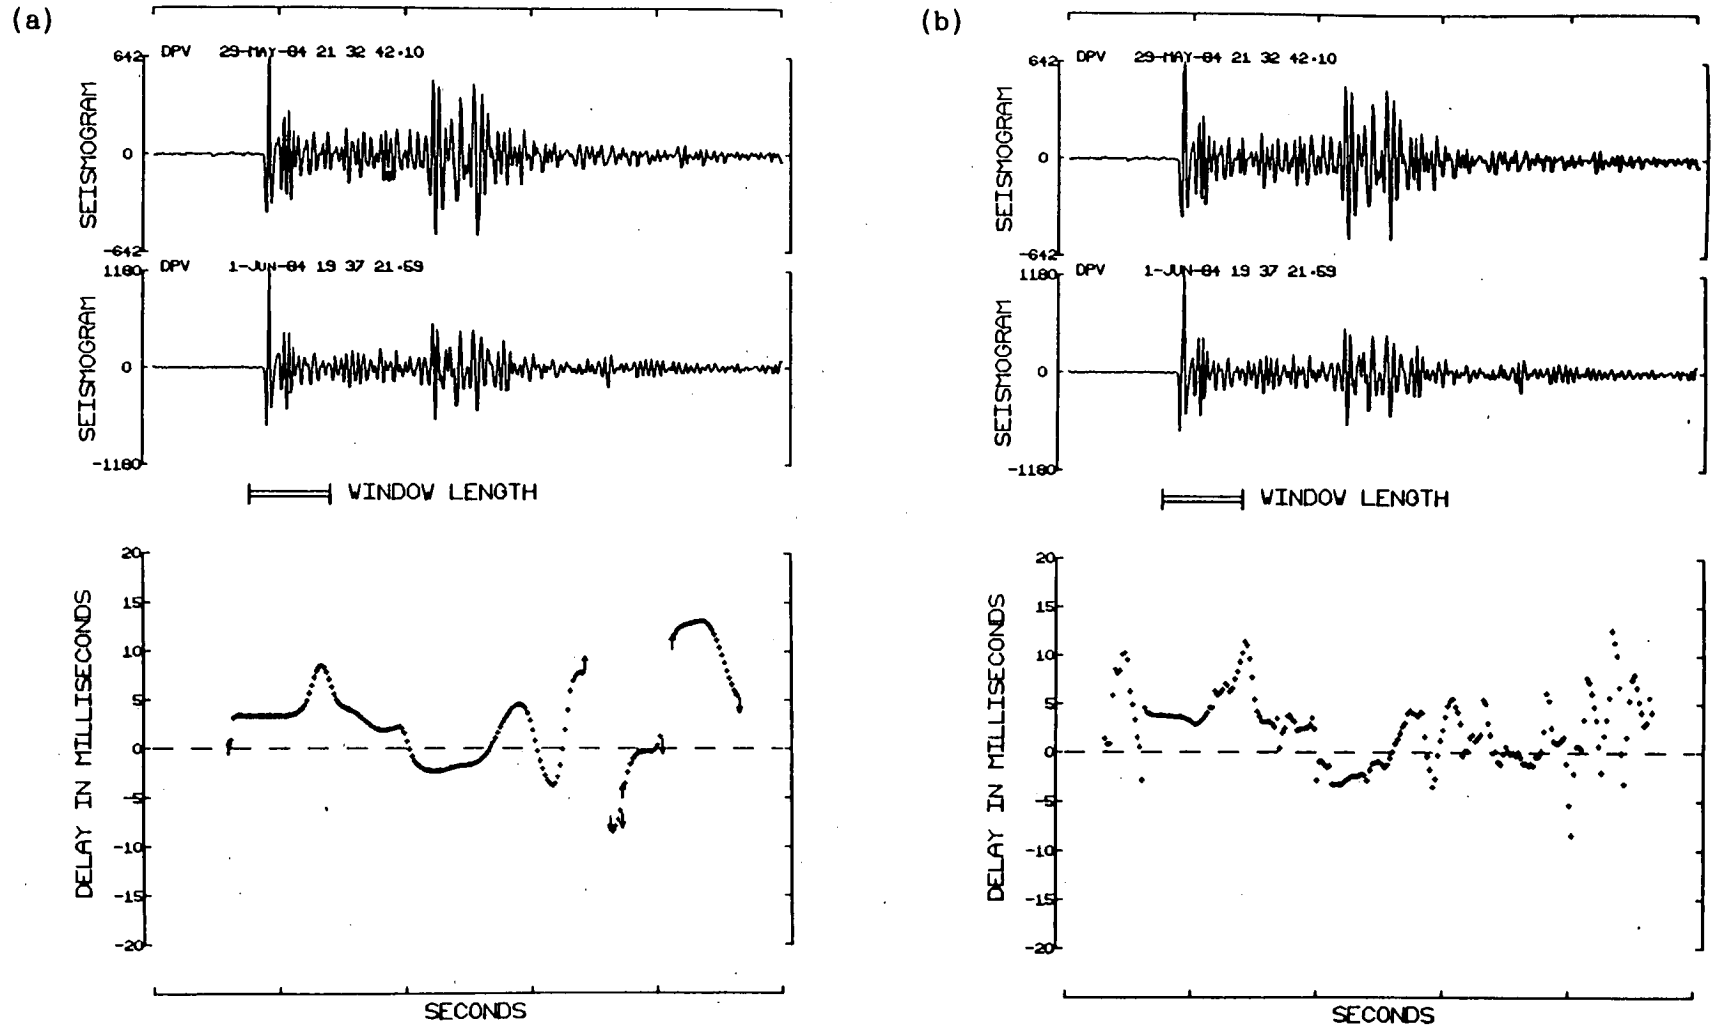 (a)
DPV 29-MAY-84 21 32 42.10
642
0
-642
SEISMOGRAM
DPV 1-JUN-84 19 37 21.59
1180
0
-1180
SEISMOGRAM
WINDOW LENGTH
20
15
10
5
0
-5
-10
-15
-20
DELAY IN MILLISECONDS
SECONDS
(b)
DPV 29-MAY-84 21 32 42.10
642
0
-642
SEISMOGRAM
DPV 1-JUN-84 19 37 21.59
1180
0
-1180
SEISMOGRAM
WINDOW LENGTH
20
15
10
5
0
-5
-10
-15
-20
DELAY IN MILLISECONDS
SECONDS